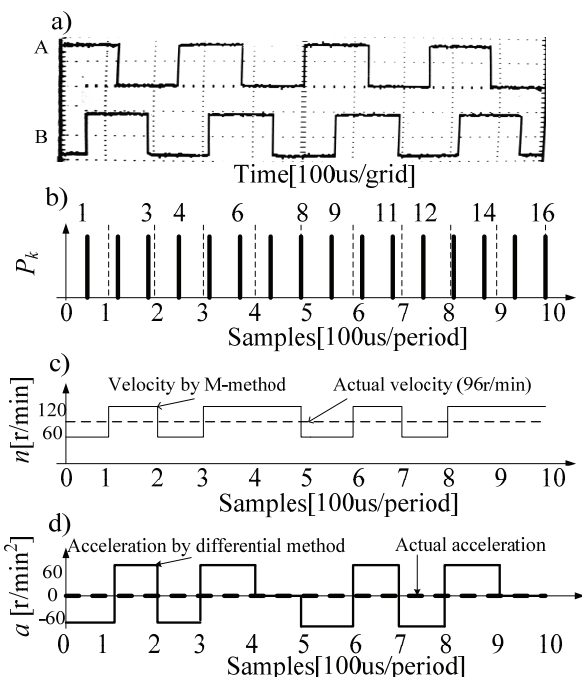 a)
A
B
Time[100us/grid]
b)
1 3 4 6 8 9 11 12 14 16
P_k
0 1 2 3 4 5 6 7 8 9 10
Samples[100us/period]
c)
Velocity by M-method
Actual velocity (96r/min)
n[r/min]
120
60
0 1 2 3 4 5 6 7 8 9 10
Samples[100us/period]
d)
Acceleration by differential method
Actual acceleration
a [r/min²]
60
0
-60
0 1 2 3 4 5 6 7 8 9 10
Samples[100us/period]